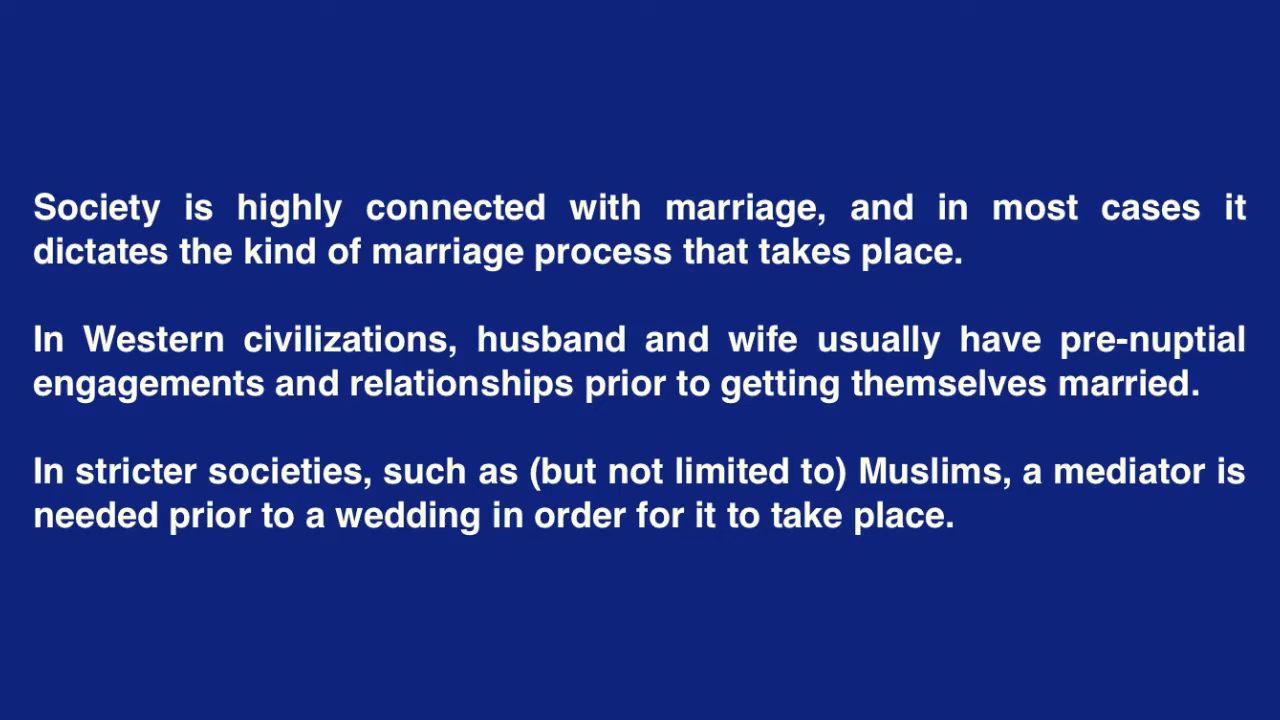 Society is highly connected with marriage, and in most cases it
dictates the kind of marriage process that takes place.
In Western civilizations, husband and wife usually have pre-nuptial
engagements and relationships prior to getting themselves married.
In stricter societies, such as (but not limited to) Muslims, a mediator is
needed prior to a wedding in order for it to take place.